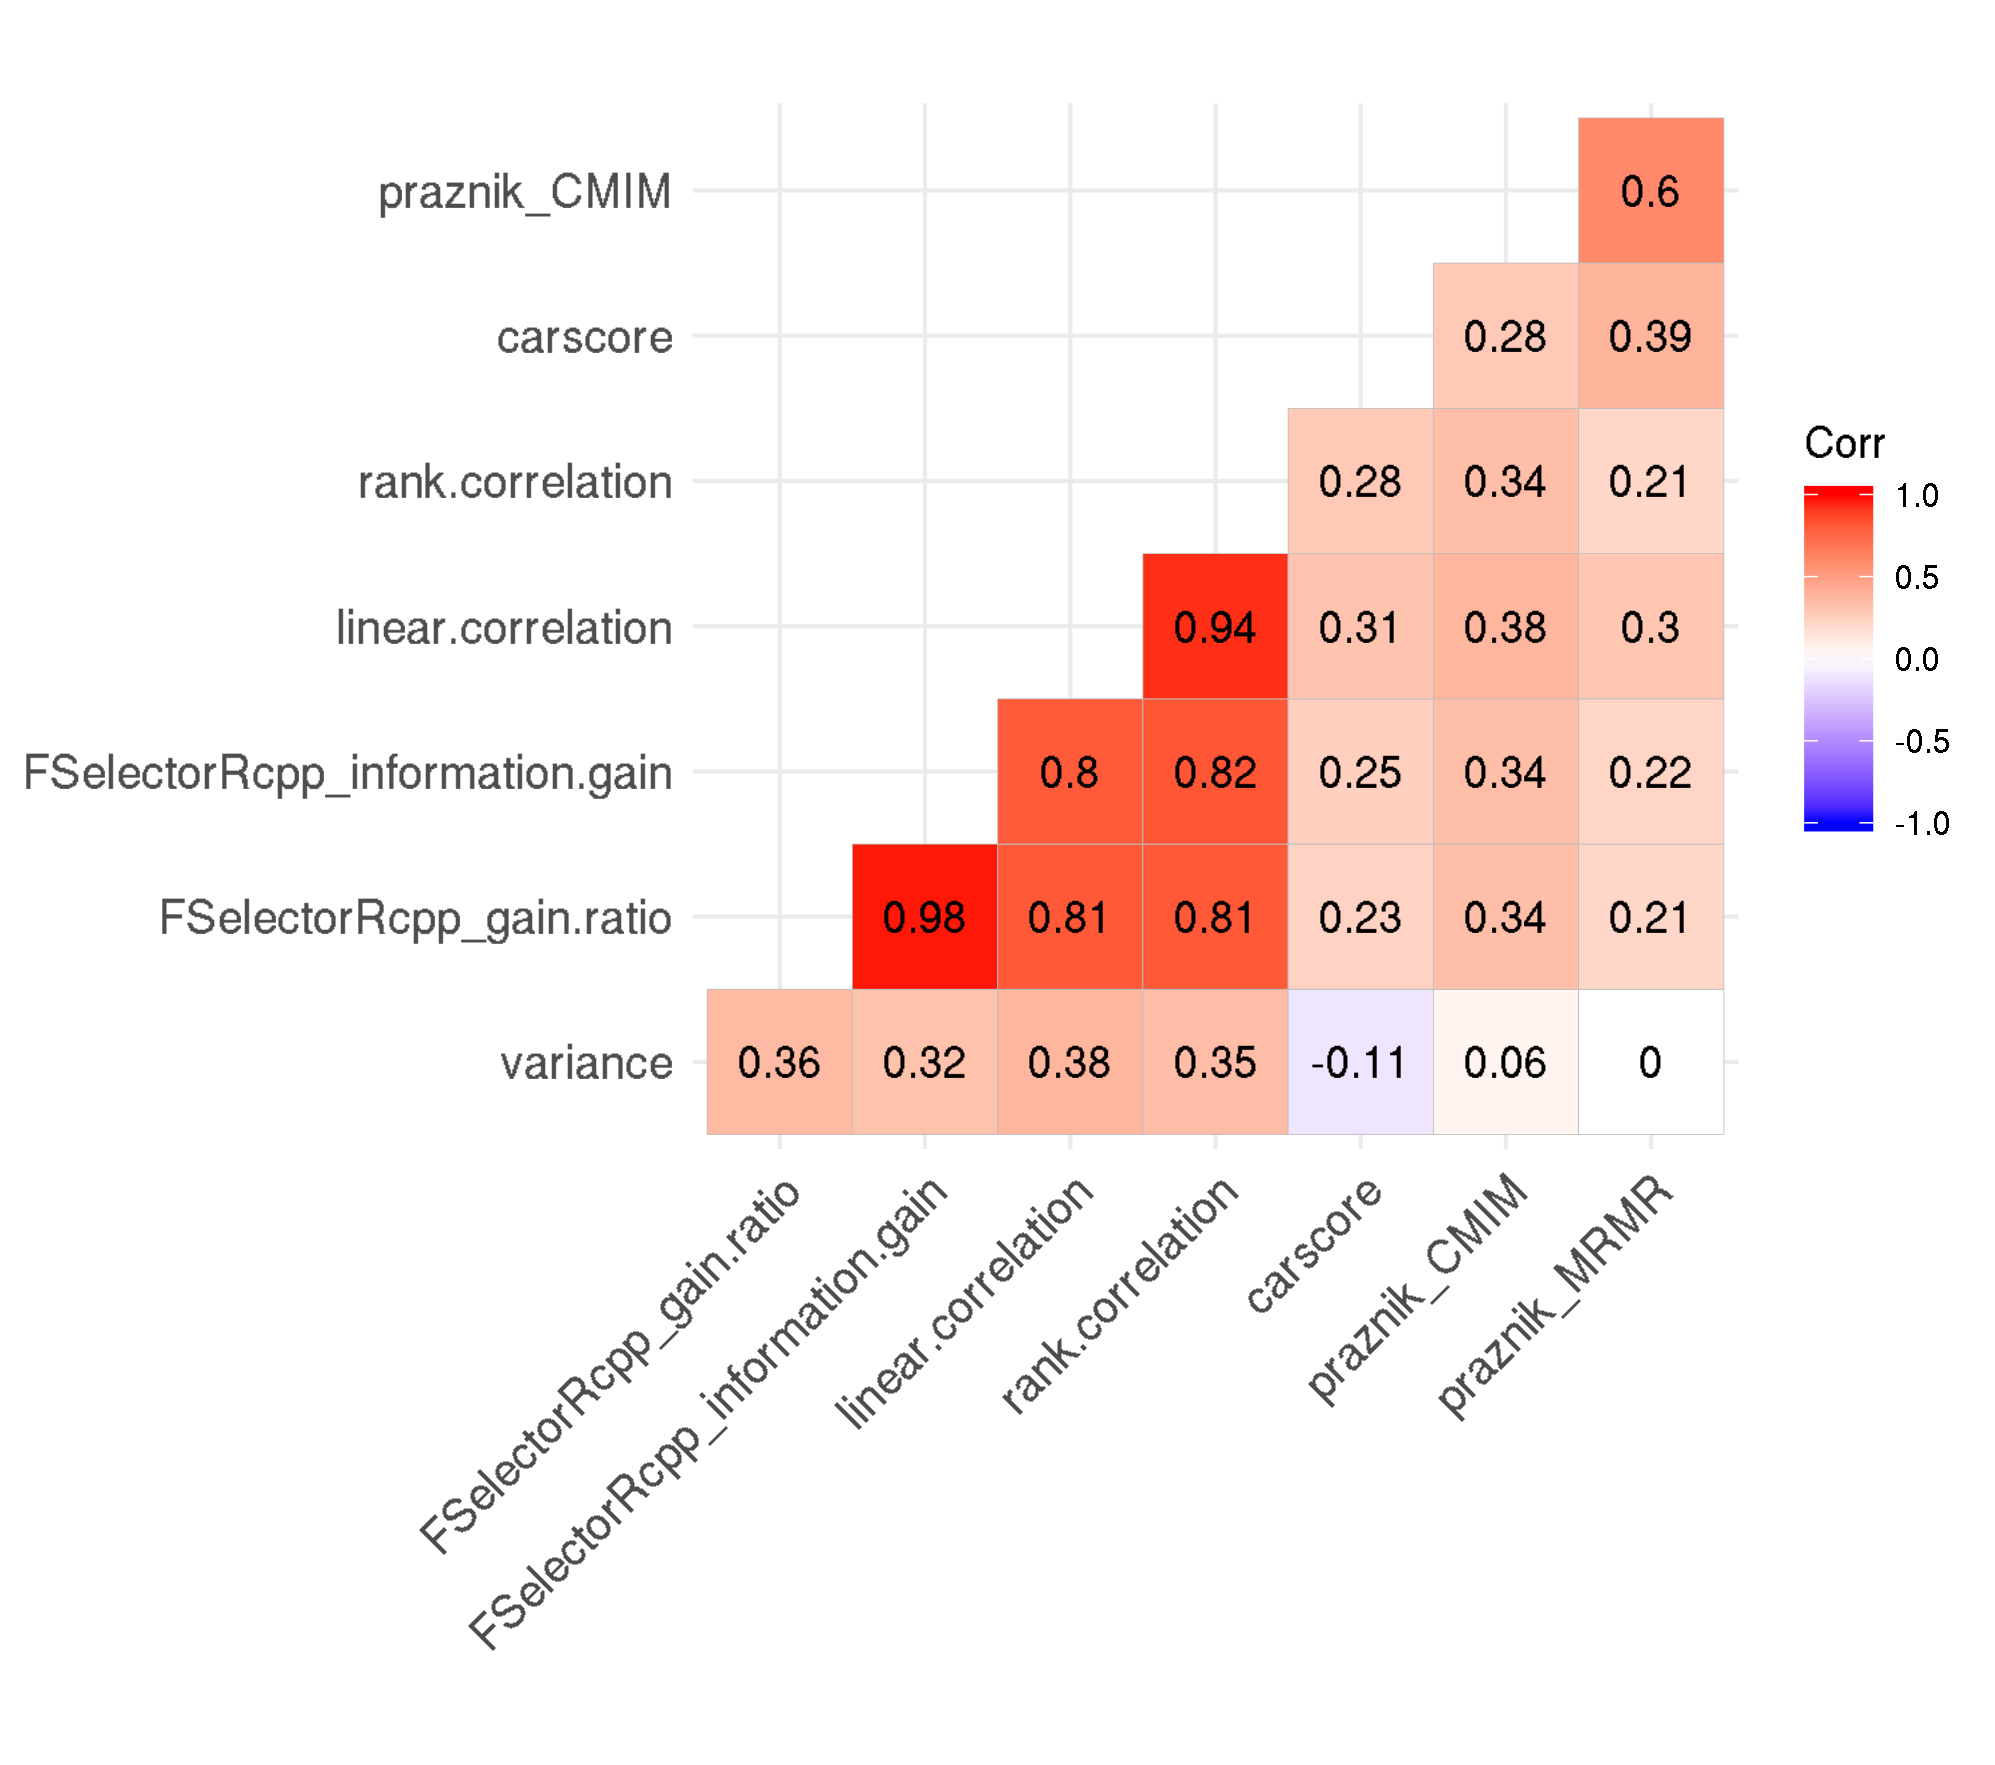 praznik_CMIM 0.6
carscore 0.28 0.39
rank.correlation 0.28 0.34 0.21
linear.correlation 0.94 0.31 0.38 0.3
FSelectorRcpp_information.gain 0.8 0.82 0.25 0.34 0.22
FSelectorRcpp_gain.ratio 0.98 0.81 0.81 0.23 0.34 0.21
variance 0.36 0.32 0.38 0.35 -0.11 0.06 0
FSelectorRcpp_gain.ratio
FSelectorRcpp_information.gain
linear.correlation
rank.correlation
carscore
praznik_CMIM
praznik_MRMR
Corr
1.0
0.5
0.0
-0.5
-1.0